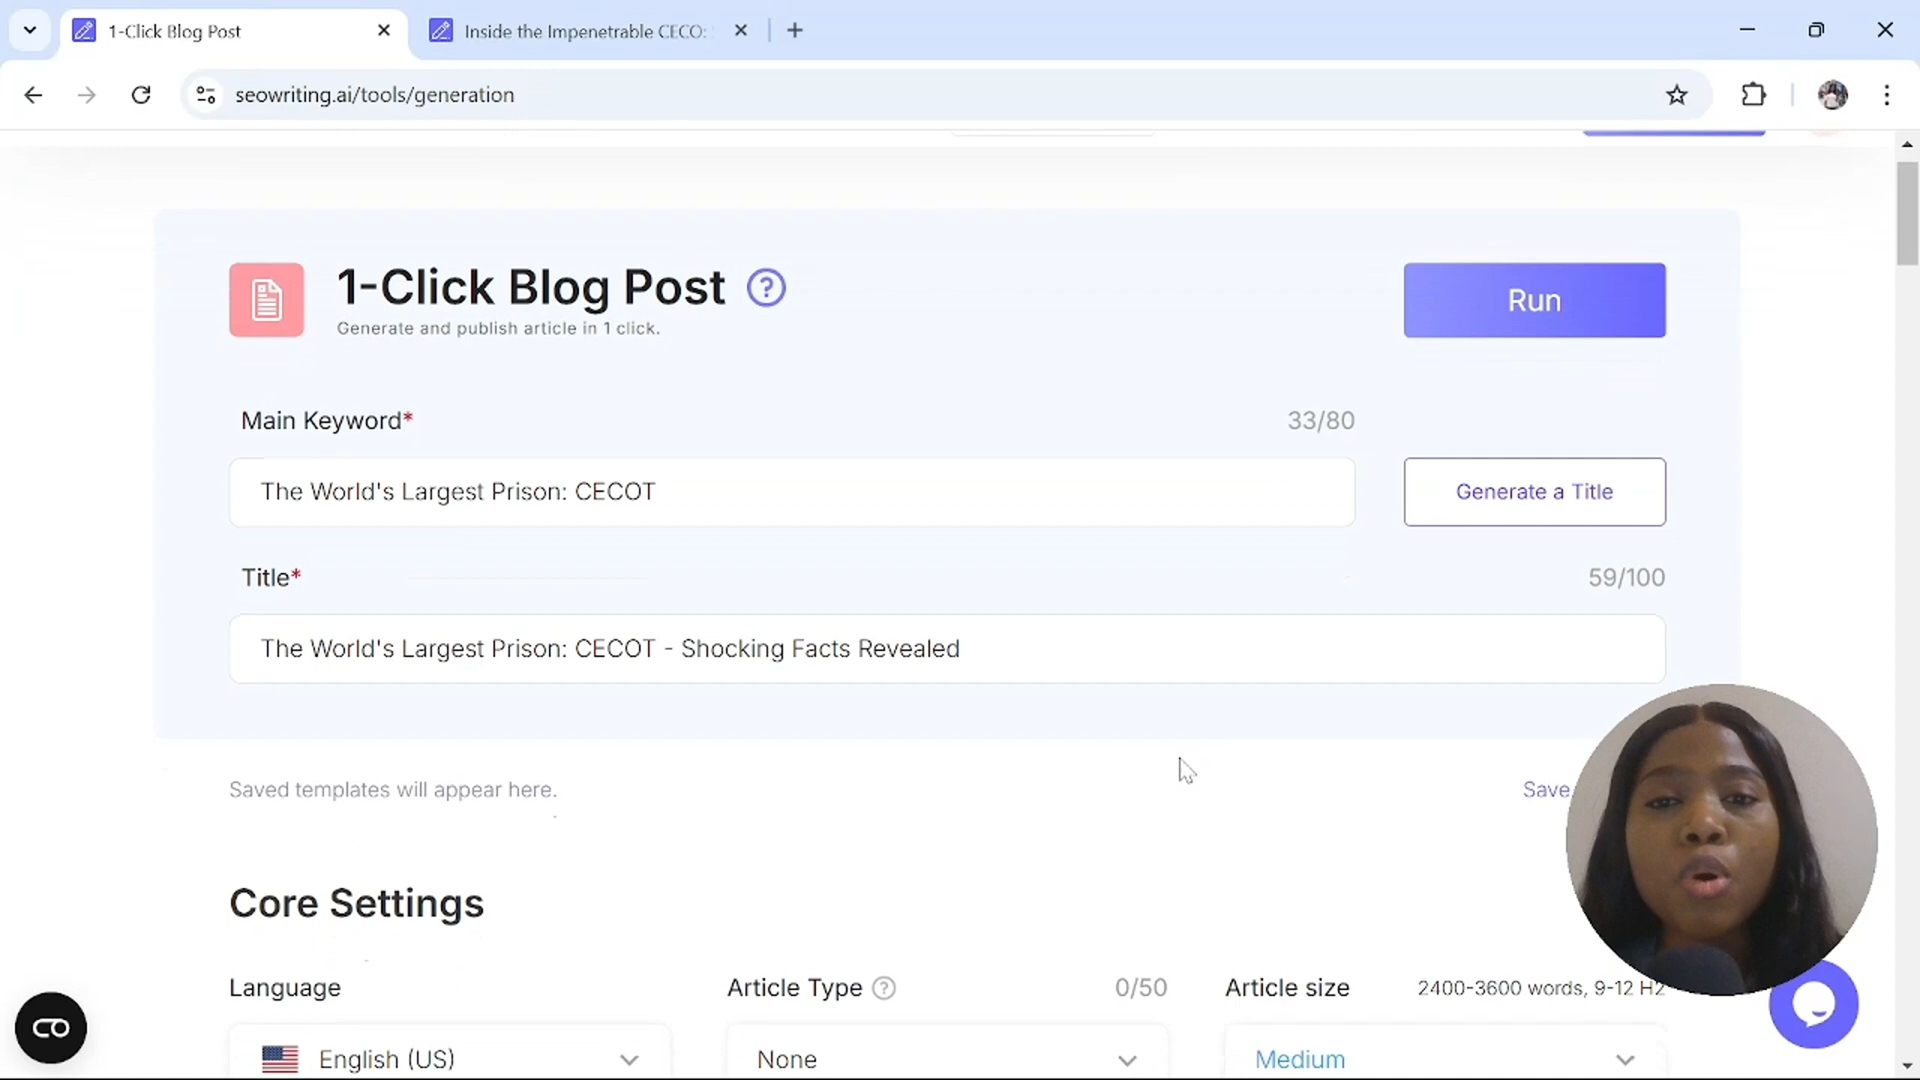 1-Click Blog Post
Inside the Impenetrable CECO:
seowriting.ai/tools/generation
1-Click Blog Post ?
Run
Generate and publish article in 1 click.
Main Keyword*
33/80
The World's Largest Prison: CECOT
Generate a Title
Title*
59/100
The World's Largest Prison: CECOT - Shocking Facts Revealed
Saved templates will appear here.
Save
Core Settings
Language
Article Type ?
0/50
Article size
2400-3600 words, 9-12 H2
English (US)
None
Medium